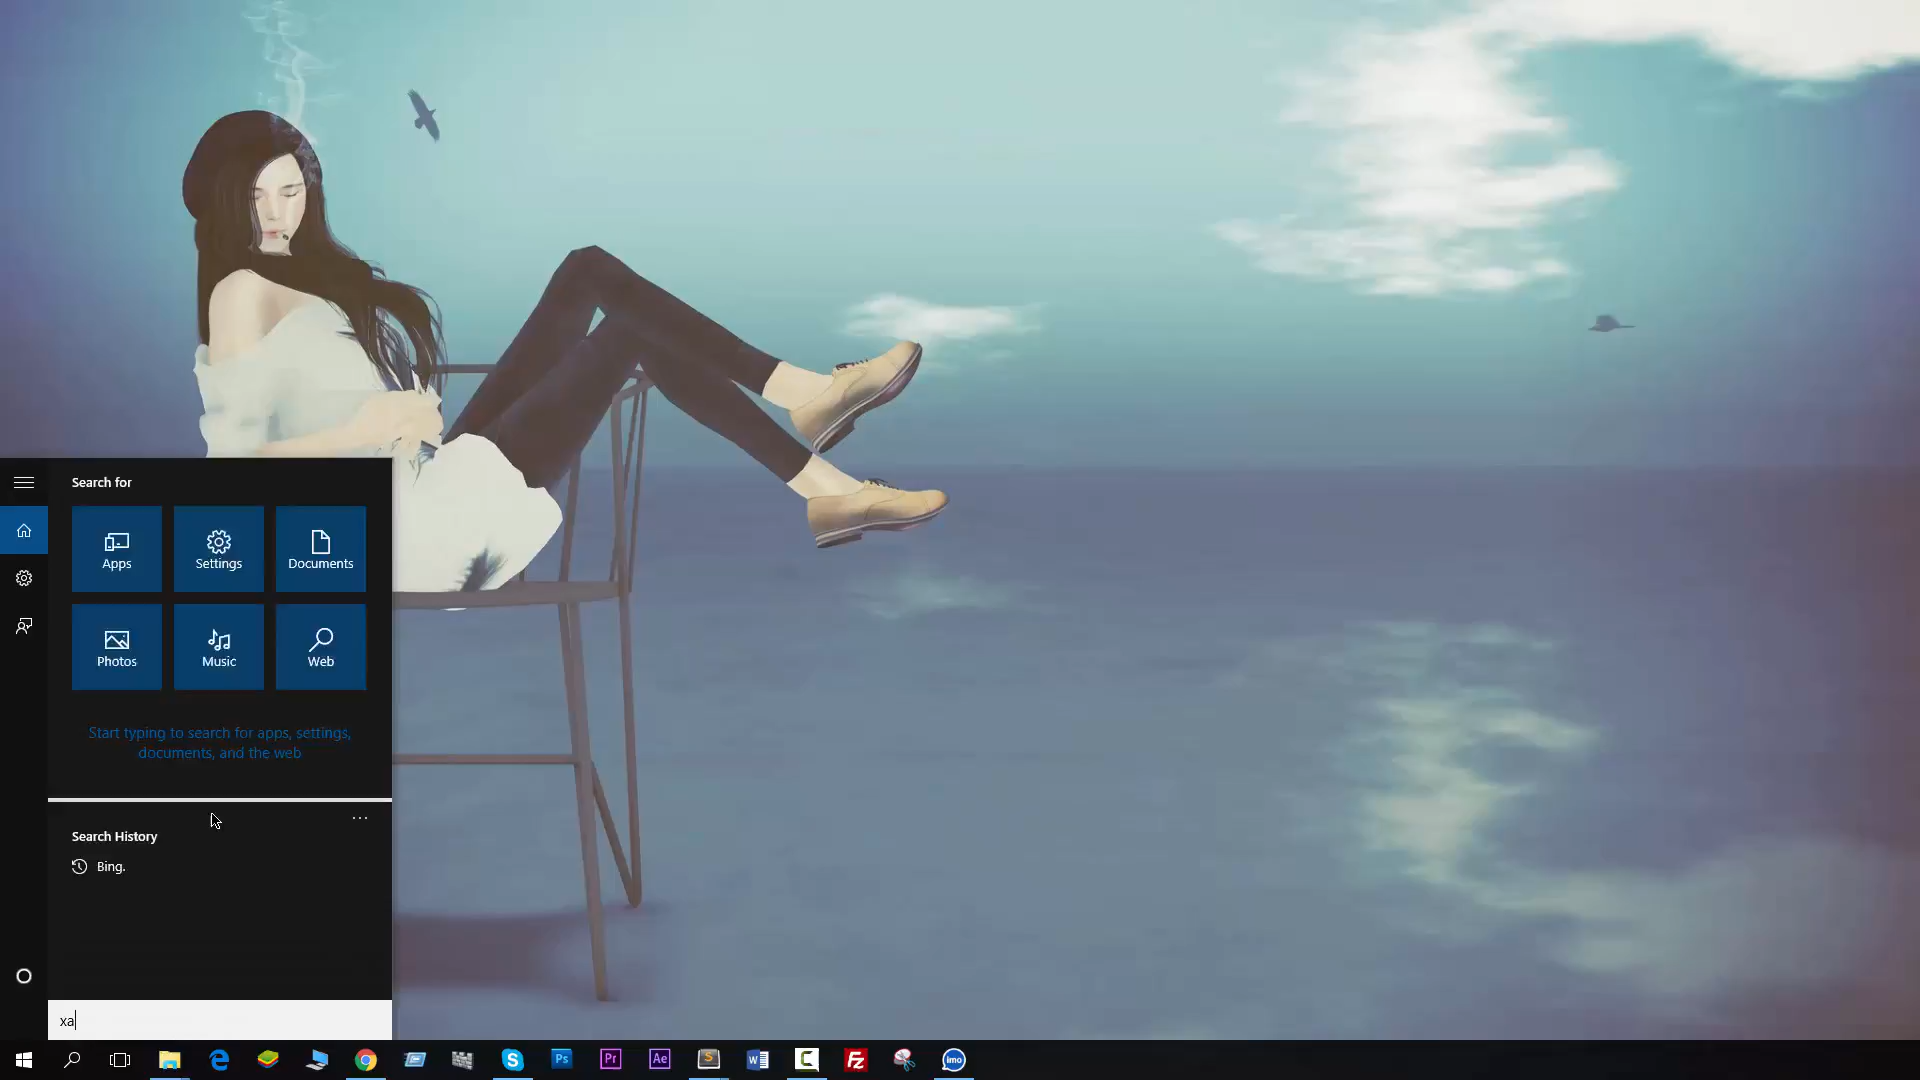 Search for
Apps
Settings
Documents
Photos
Music
Web
Start typing to search for apps, settings,
documents, and the web
...
Search History
Bing.
xa
Ps
Pr
Ae
S
W
C
Fz
imo